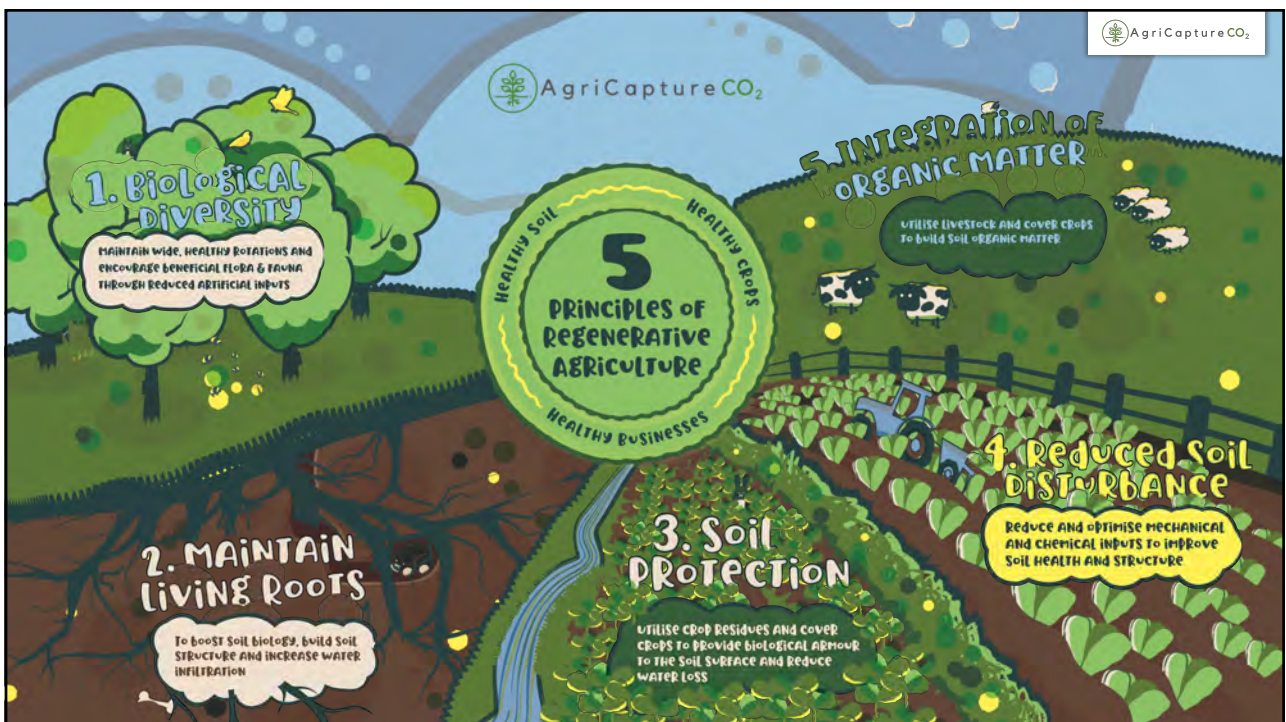 AgriCaptureCO₂
AgriCaptureCO₂
1. Biological
Diversity
Maintain wide, healthy rotations and
encourage beneficial flora & fauna
through reduced artificial inputs
Healthy Soil
Healthy Crops
Healthy Businesses
5
Principles of
Regenerative
Agriculture
5. Integration of
Organic Matter
Utilise livestock and cover crops
to build soil organic matter
2. Maintain
Living Roots
To boost soil biology, build soil
structure and increase water
infiltration
3. Soil
Protection
Utilise crop residues and cover
crops to provide biological armour
to the soil surface and reduce
water loss
4. Reduced Soil
Disturbance
Reduce and optimise mechanical
and chemical inputs to improve
soil health and structure